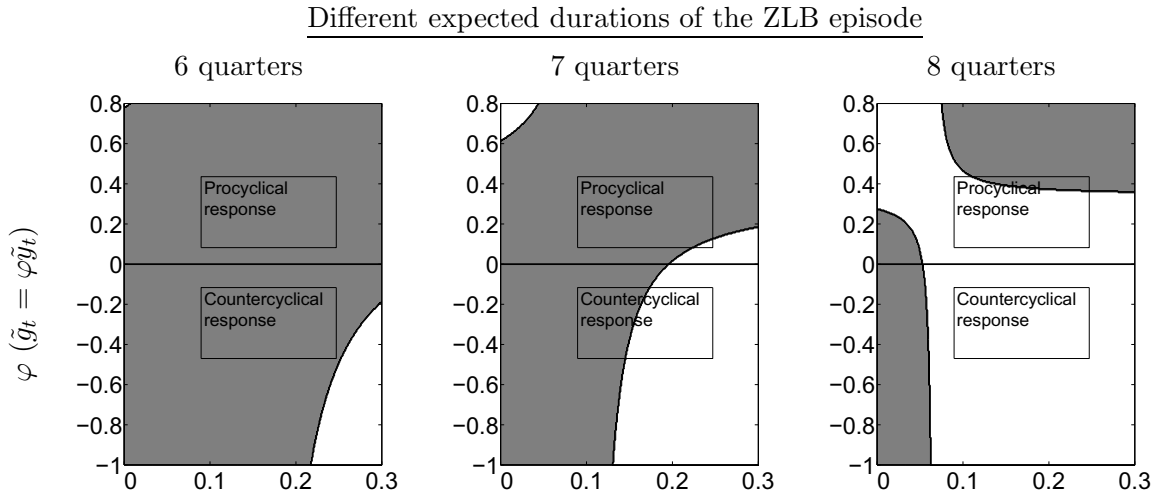 Different expected durations of the ZLB episode
6 quarters
7 quarters
8 quarters
φ (g̃ₜ = φỹₜ)
0.8
0.6
0.4
0.2
0
−0.2
−0.4
−0.6
−0.8
−1
0
0.1
0.2
0.3
Procyclical
response
Countercyclical
response
0.8
0.6
0.4
0.2
0
−0.2
−0.4
−0.6
−0.8
−1
0
0.1
0.2
0.3
Procyclical
response
Countercyclical
response
0.8
0.6
0.4
0.2
0
−0.2
−0.4
−0.6
−0.8
−1
0
0.1
0.2
0.3
Procyclical
response
Countercyclical
response